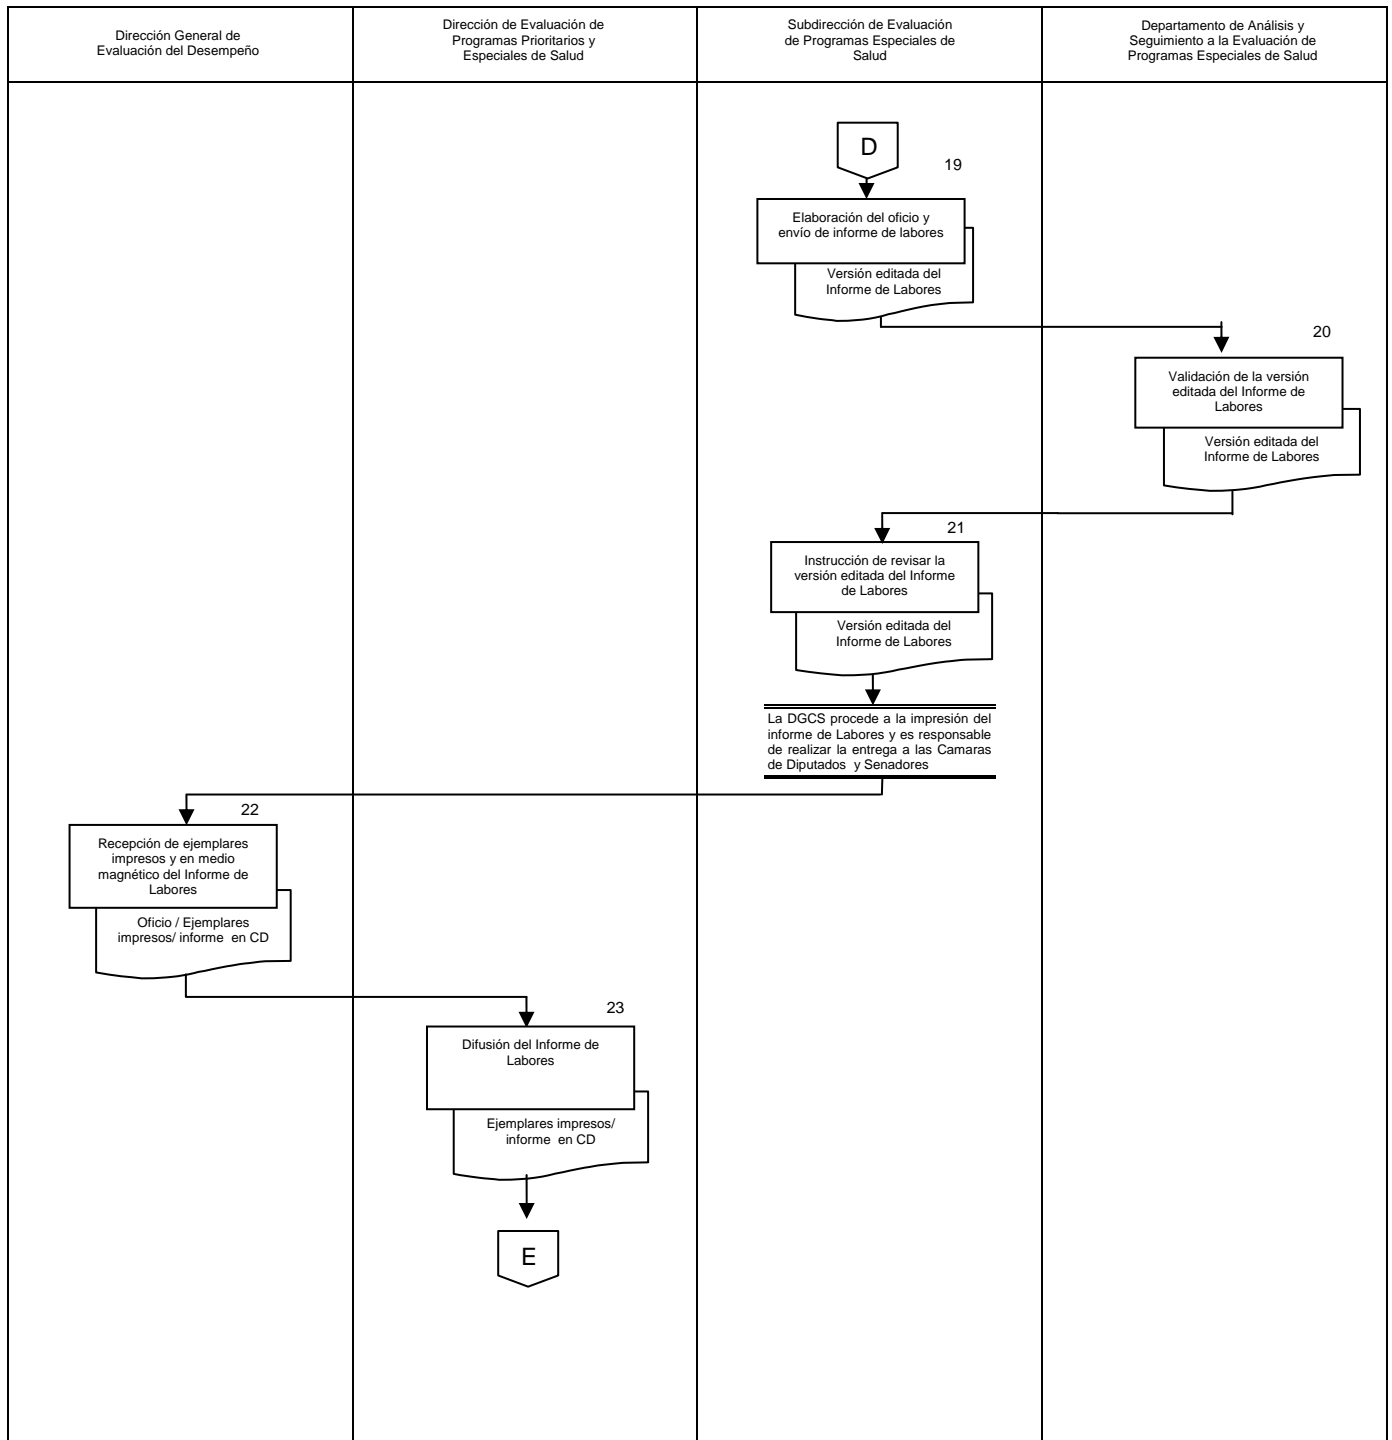 Dirección General de
Evaluación del Desempeño
Dirección de Evaluación de
Programas Prioritarios y
Especiales de Salud
Subdirección de Evaluación
de Programas Especiales de
Salud
Departamento de Análisis y
Seguimiento a la Evaluación de
Programas Especiales de Salud
D
19
Elaboración del oficio y
envío de informe de labores
Versión editada del
Informe de Labores
20
Validación de la versión
editada del Informe de
Labores
Versión editada del
Informe de Labores
21
Instrucción de revisar la
versión editada del Informe
de Labores
Versión editada del
Informe de Labores
La DGCS procede a la impresión del
informe de Labores y es responsable
de realizar la entrega a las Camaras
de Diputados y Senadores
22
Recepción de ejemplares
impresos y en medio
magnético del Informe de
Labores
Oficio / Ejemplares
impresos/ informe en CD
23
Difusión del Informe de
Labores
Ejemplares impresos/
informe en CD
E